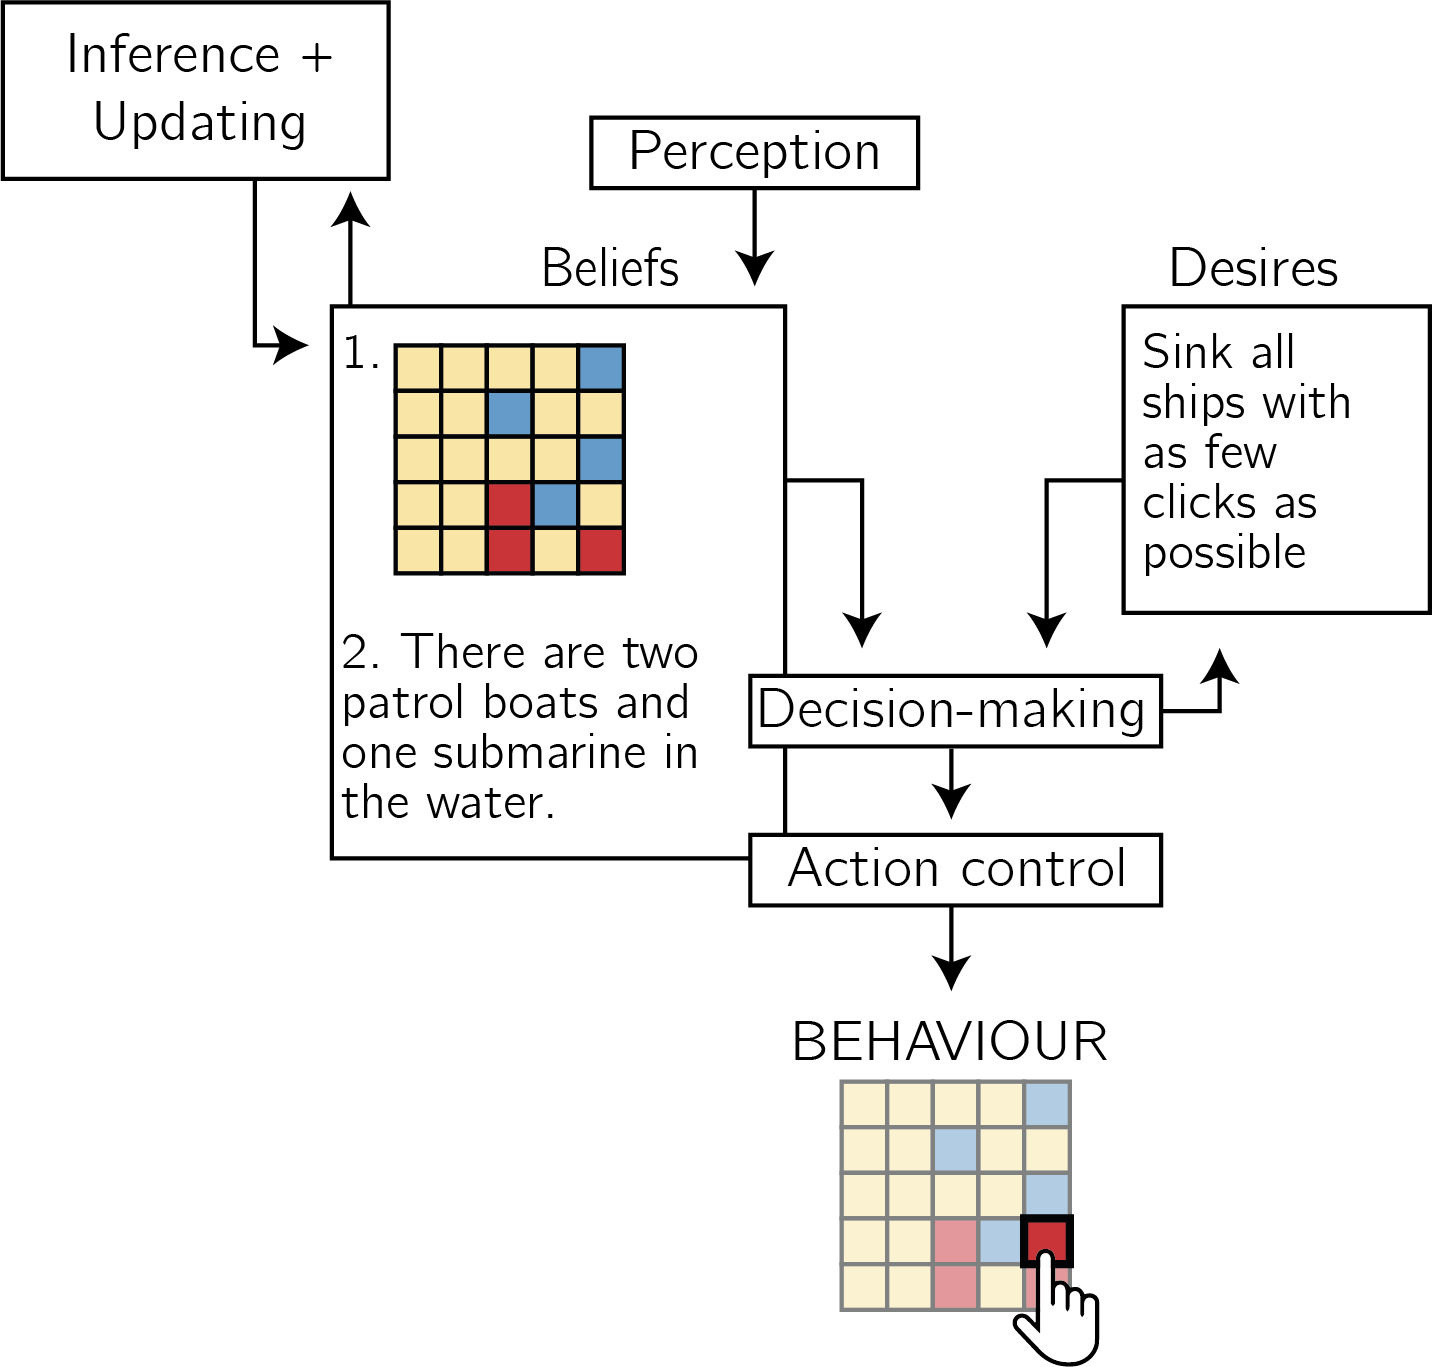 Inference +
Updating
Perception
Beliefs
1.
2. There are two
patrol boats and
one submarine in
the water.
Desires
Sink all
ships with
as few
clicks as
possible
Decision-making
Action control
BEHAVIOUR